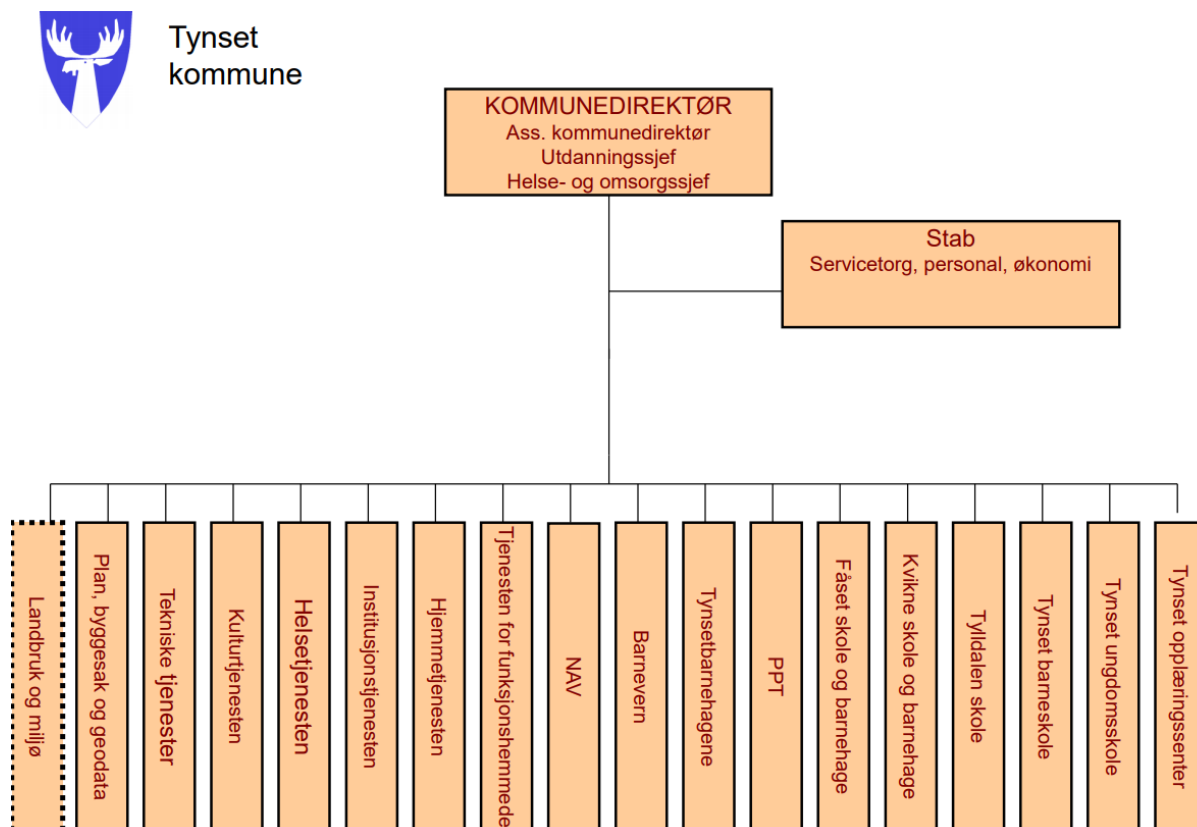 Tynset
kommune
KOMMUNEDIREKTØR
Ass. kommunedirektør
Utdanningssjef
Helse- og omsorgssjef
Stab
Servicetorg, personal, økonomi
Landbruk og miljø
Plan, byggesak og geodata
Tekniske tjenester
Kulturtjenesten
Helsetjenesten
Institusjonstjenesten
Hjemmetjenesten
Tjenesten for funksjonshemmede
NAV
Barnevern
Tynsetbarnehagene
PPT
Fåset skole og barnehage
Kvikne skole og barnehage
Tylldalen skole
Tynset barneskole
Tynset ungdomsskole
Tynset opplæringssenter